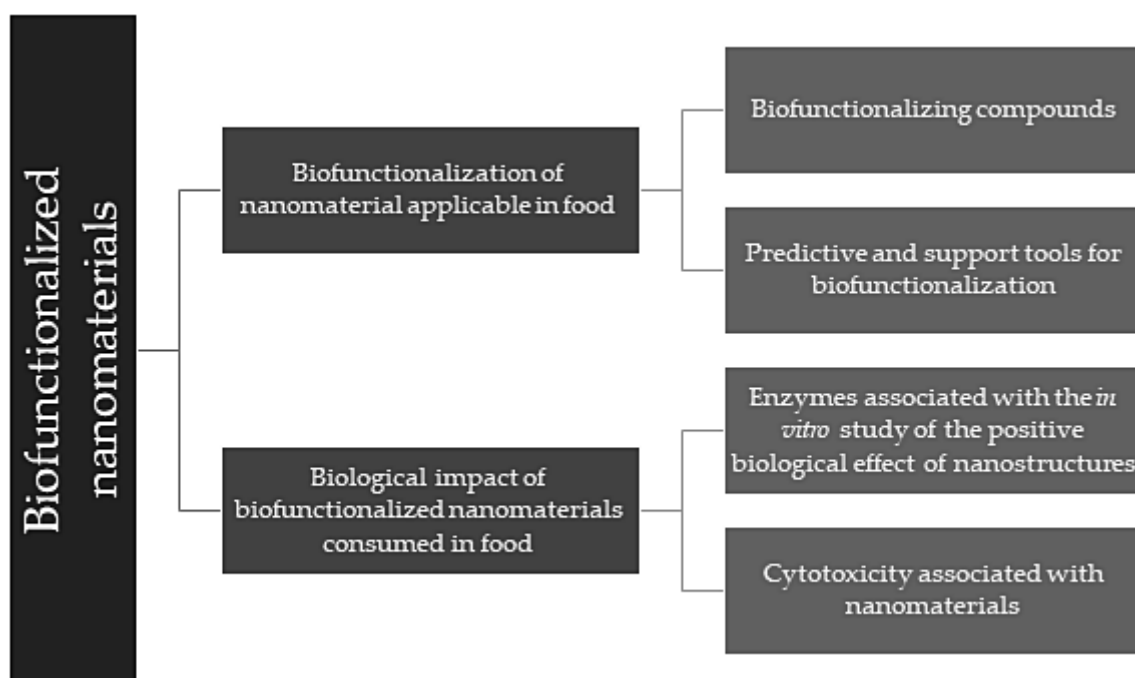 Biofunctionalized
nanomaterials
Biofunctionalization of
nanomaterial applicable in food
Biofunctionalizing compounds
Predictive and support tools for
biofunctionalization
Biological impact of
biofunctionalized nanomaterials
consumed in food
Enzymes associated with the in
vitro study of the positive
biological effect of nanostructures
Cytotoxicity associated with
nanomaterials